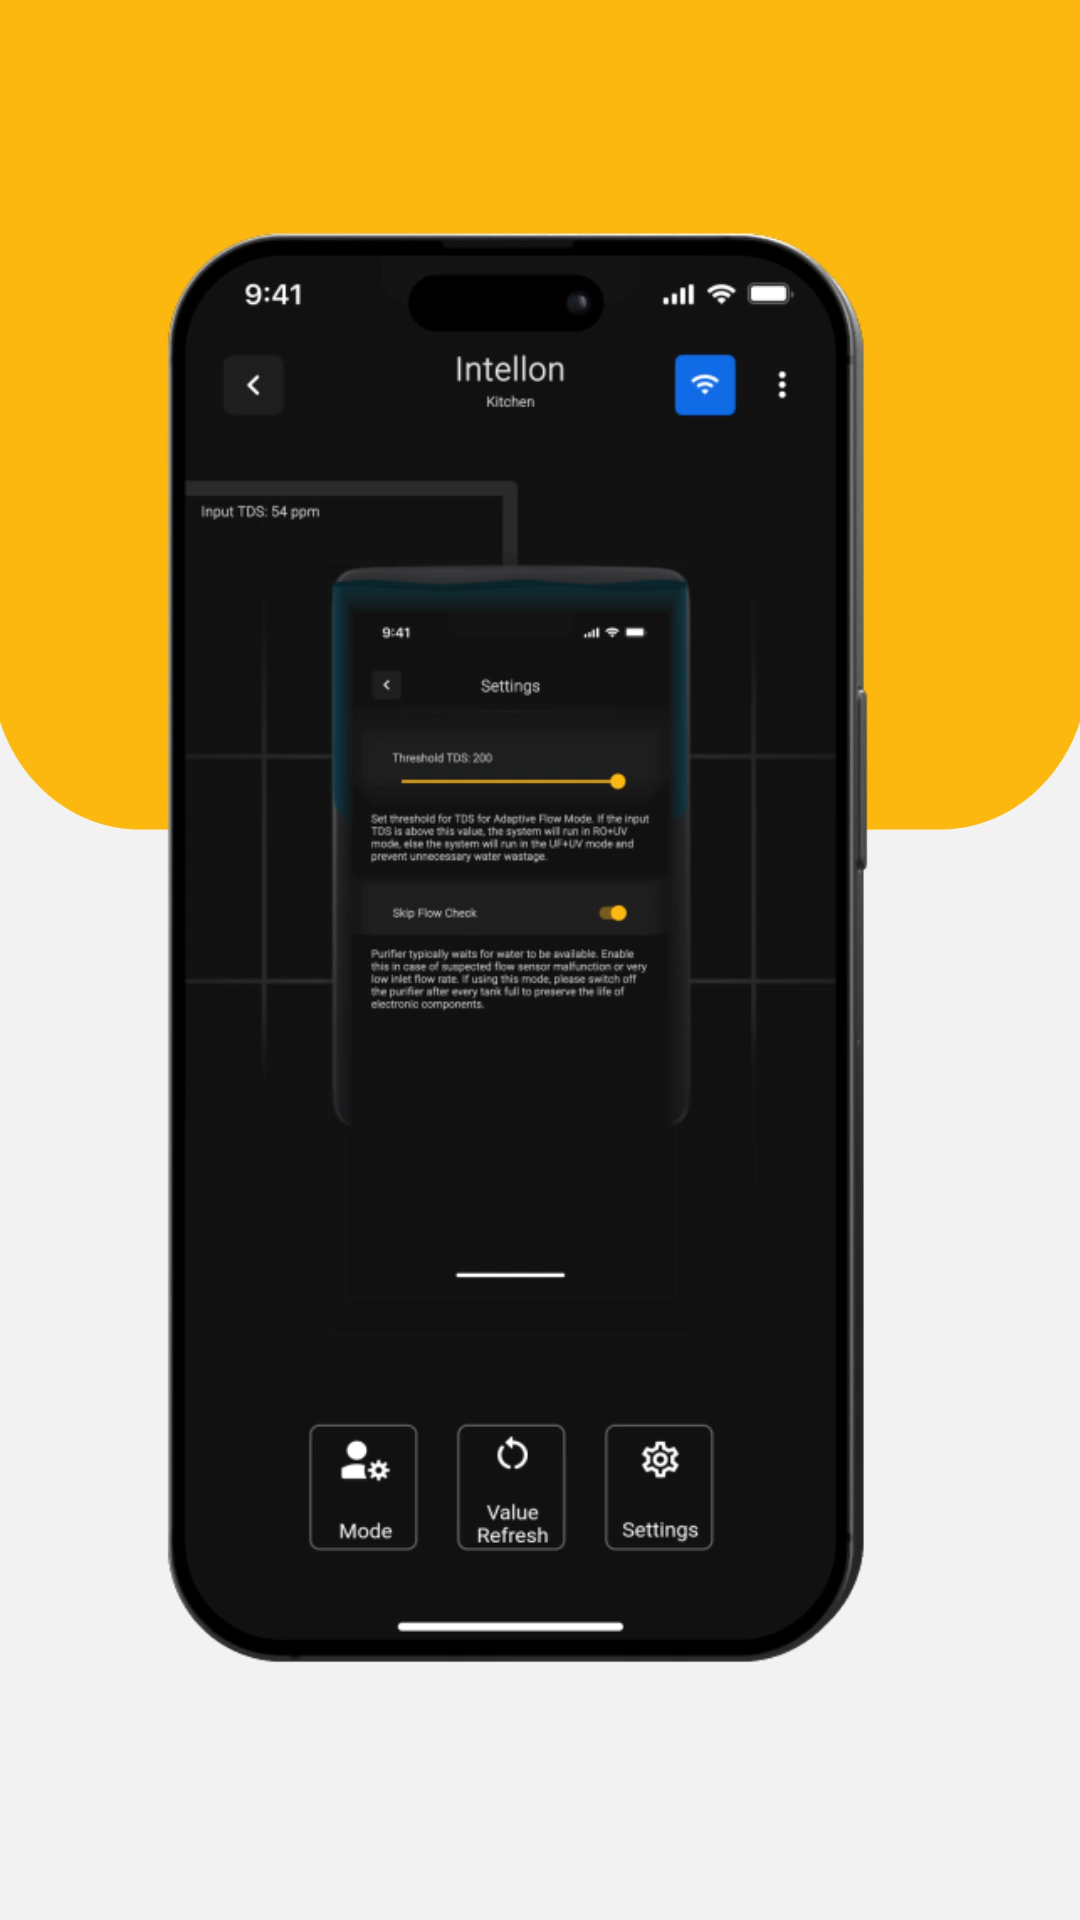 9:41
Intellon
Kitchen
Input TDS: 54 ppm
9:41
Settings
Threshold TDS: 200
Set threshold for TDS for Adaptive Flow Mode. If the input
TDS is above this value, the system will run in RO+UV
mode, else the system will run in the UF+UV mode and
prevent unnecessary water wastage.
Skip Flow Check
Purifier typically waits for water to be available. Enable
this in case of suspected flow sensor malfunction or very
low inlet flow rate. If using this mode, please switch off
the purifier after every tank full to preserve the life of
electronic components.
Mode
Value
Refresh
Settings